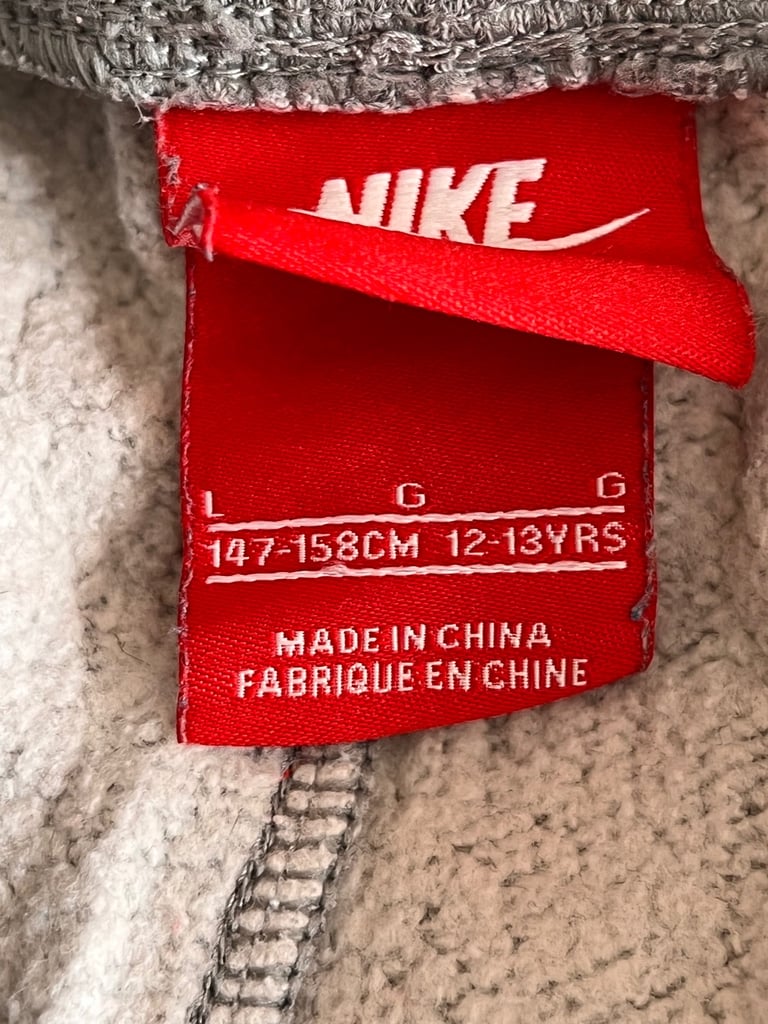 NIKE
L G G
147-158CM 12-13YRS
MADE IN CHINA
FABRIQUE EN CHINE